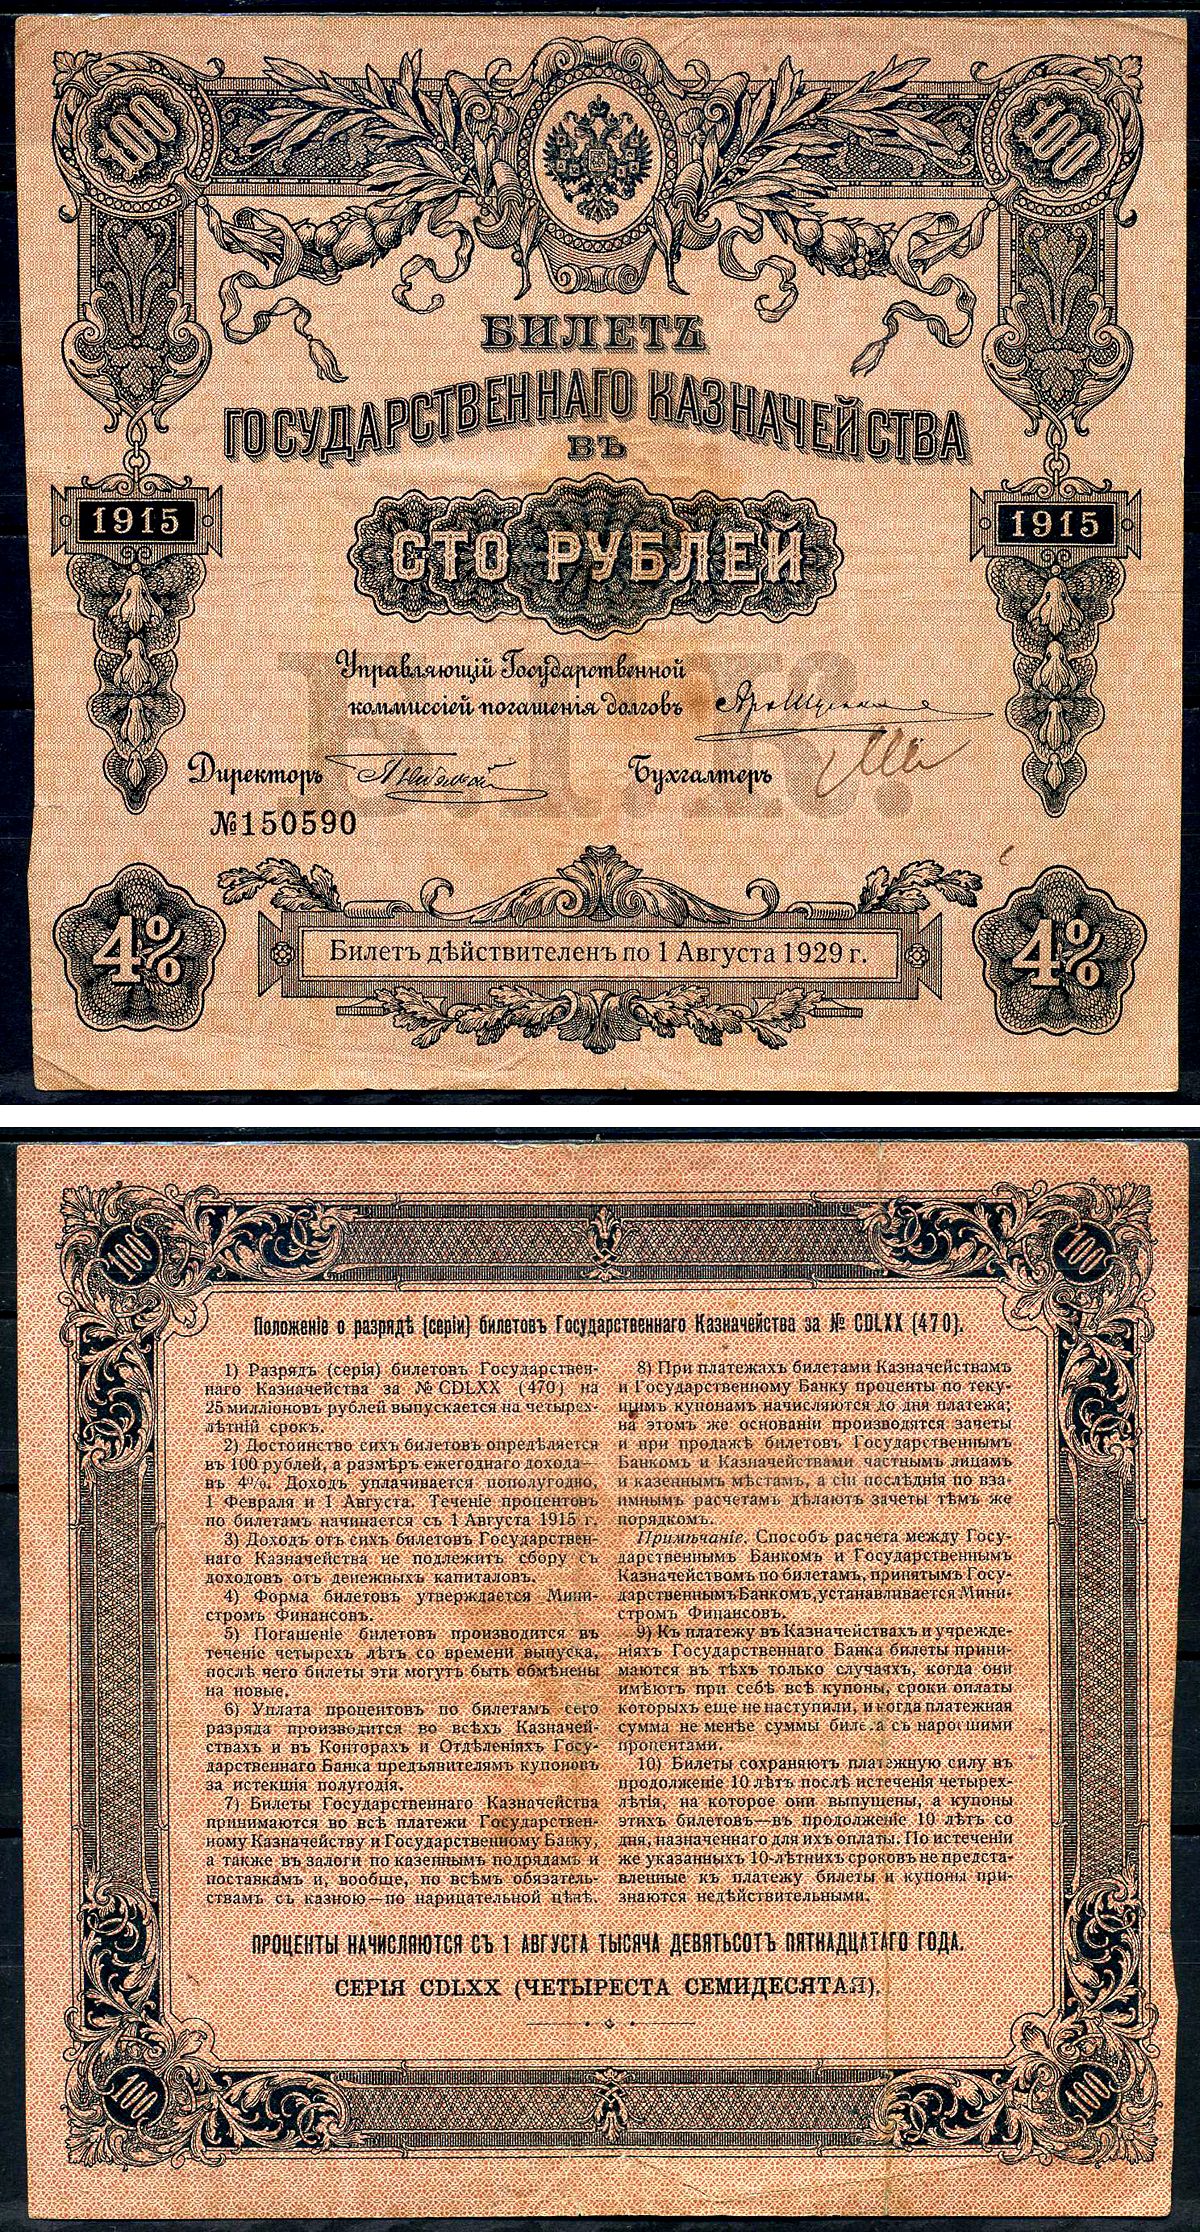 100
100
БИЛЕТЪ
ГОСУДАРСТВЕННАГО КАЗНАЧЕЙСТВА
ВЪ
1915
1915
СТО РУБЛЕЙ
Управляющій Государственной
коммиссіей погашенія долговъ
Директоръ
Бухгалтеръ
№150590
4%
4%
Билетъ дѣйствителенъ по 1 Августа 1929 г.
100
100
Положеніе о разрядѣ (серіи) билетовъ Государственнаго Казначейства за № CDLXX (470).
1) Разрядъ (серія) билетовъ Государствен-
наго Казначейства за № CDLXX (470) на
25 милліоновъ рублей выпускается на четырех-
лѣтній срокъ.
2) Достоинство сихъ билетовъ опредѣляется
въ 100 рублей, а размѣръ ежегоднаго дохода—
въ 4%. Доходъ уплачивается пополугодно,
1 Февраля и 1 Августа. Теченіе процентовъ
по билетамъ начинается съ 1 Августа 1915 г.
3) Доходъ отъ сихъ билетовъ Государствен-
наго Казначейства не подлежитъ сбору съ
доходовъ отъ денежныхъ капиталовъ.
4) Форма билетовъ утверждается Мини-
стромъ Финансовъ.
5) Погашеніе билетовъ производится въ
теченіе четырехъ лѣтъ со времени выпуска,
послѣ чего билеты эти могутъ быть обмѣнены
на новые.
6) Уплата процентовъ по билетамъ сего
разряда производится во всѣхъ Казначей-
ствахъ и въ Конторахъ и Отдѣленіяхъ Госу-
дарственнаго Банка предъявителямъ купоновъ
за истекшія полугодія.
7) Билеты Государственнаго Казначейства
принимаются во всѣ платежи Государствен-
ному Казначейству и Государственному Банку,
а также въ залоги по казеннымъ подрядамъ и
поставкамъ и, вообще, по всѣмъ обязатель-
ствамъ съ казною—по нарицательной цѣнѣ.
8) При платежахъ билетами Казначействамъ
и Государственному Банку проценты по теку-
щимъ купонамъ начисляются до дня платежа;
на этомъ же основаніи производятся зачеты
и при продажѣ билетовъ Государственнымъ
Банкомъ и Казначействами частнымъ лицамъ
и казеннымъ мѣстамъ, а сіи послѣднія по вза-
имнымъ расчетамъ дѣлаютъ зачеты тѣмъ же
порядкомъ.
Примѣчаніе. Способъ расчета между Госу-
дарственнымъ Банкомъ и Государственнымъ
Казначействомъ по билетамъ, принятымъ Госу-
дарственнымъ Банкомъ, устанавливается Мини-
стромъ Финансовъ.
9) Къ платежу въ Казначействахъ и учрежде-
ніяхъ Государственнаго Банка билеты прини-
маются въ тѣхъ только случаяхъ, когда они
имѣютъ при себѣ всѣ купоны, сроки оплаты
которыхъ еще не наступили, и когда платежная
сумма не менѣе суммы билета съ наросшими
процентами.
10) Билеты сохраняютъ платежную силу въ
продолженіе 10 лѣтъ послѣ истеченія четырех-
лѣтія, на которое они выпущены, а купоны
этихъ билетовъ—въ продолженіе 10 лѣтъ со
дня, назначеннаго для ихъ оплаты. По истеченіи
же указанныхъ 10-лѣтнихъ сроковъ не предста-
вленные къ платежу билеты и купоны при-
знаются недѣйствительными.
ПРОЦЕНТЫ НАЧИСЛЯЮТСЯ СЪ 1 АВГУСТА ТЫСЯЧА ДЕВЯТЬСОТЪ ПЯТНАДЦАТАГО ГОДА.
СЕРІЯ CDLXX (ЧЕТЫРЕСТА СЕМИДЕСЯТАЯ).
100
100